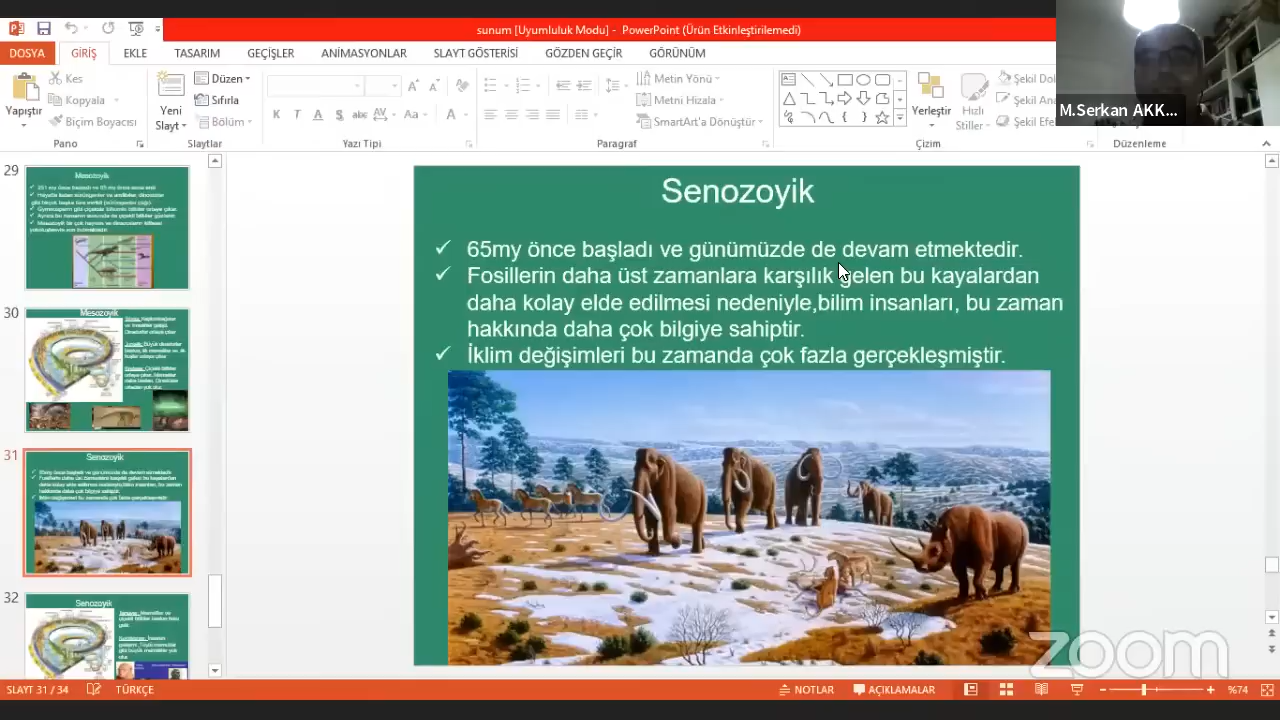 sunum [Uyumluluk Modu] - PowerPoint (Ürün Etkinleştirilemedi)
DOSYA GİRİŞ EKLE TASARIM GEÇİŞLER ANİMASYONLAR SLAYT GÖSTERİSİ GÖZDEN GEÇİR GÖRÜNÜM
Yapıştır
Kes
Kopyala
Biçim Boyacısı
Pano
Yeni
Slayt
Düzen
Sıfırla
Bölüm
Slaytlar
Yazı Tipi
Metin Yönü
Metni Hizala
SmartArt'a Dönüştür
Paragraf
Yerleştir
Hızlı
Stiller
Şekil Dol
Şekil An
Şekil Efe
Çizim
Düzenleme
M.Serkan AKK...
29
Mesozoyik
30
Mesozoyik
31
Senozoyik
32
Senozoyik
Senozoyik
65my önce başladı ve günümüzde de devam etmektedir.
Fosillerin daha üst zamanlara karşılık gelen bu kayalardan
daha kolay elde edilmesi nedeniyle,bilim insanları, bu zaman
hakkında daha çok bilgiye sahiptir.
İklim değişimleri bu zamanda çok fazla gerçekleşmiştir.
zoom
SLAYT 31 / 34 TÜRKÇE NOTLAR AÇIKLAMALAR %74